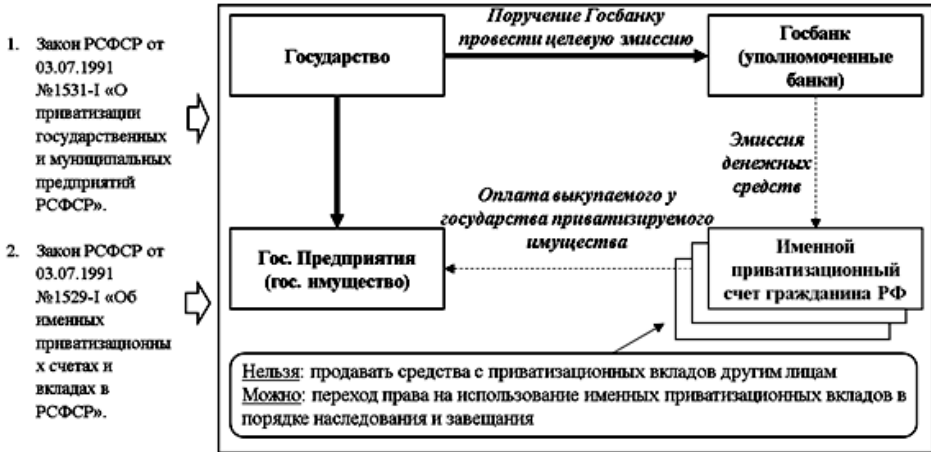 1. Закон РСФСР от
03.07.1991
№1531-I «О
приватизации
государственных
и муниципальных
предприятий
РСФСР».
2. Закон РСФСР от
03.07.1991
№1529-I «Об
именных
приватизационны
х счетах и
вкладах в
РСФСР».
Государство
Поручение Госбанку
провести целевую эмиссию
Госбанк
(уполномоченные
банки)
Эмиссия
денежных
средств
Оплата выкупаемого у
государства приватизируемого
имущества
Гос. Предприятия
(гос. имущество)
Именной
приватизационный
счет гражданина РФ
Нельзя: продавать средства с приватизационных вкладов другим лицам
Можно: переход права на использование именных приватизационных вкладов в
порядке наследования и завещания